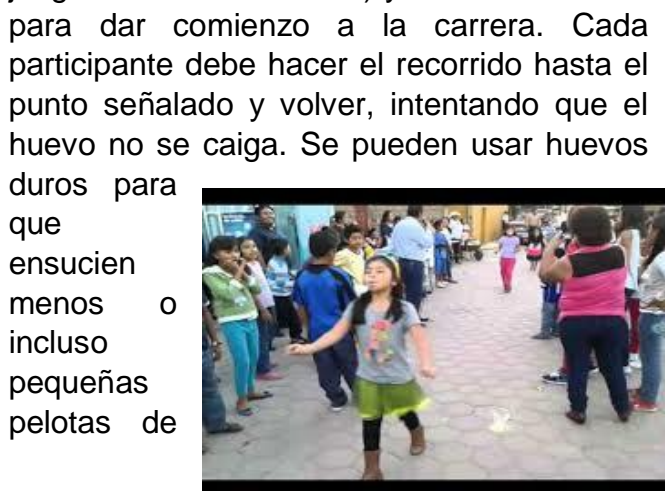 para dar comienzo a la carrera. Cada
participante debe hacer el recorrido hasta el
punto señalado y volver, intentando que el
huevo no se caiga. Se pueden usar huevos
duros para
que
ensucien
menos o
incluso
pequeñas
pelotas de